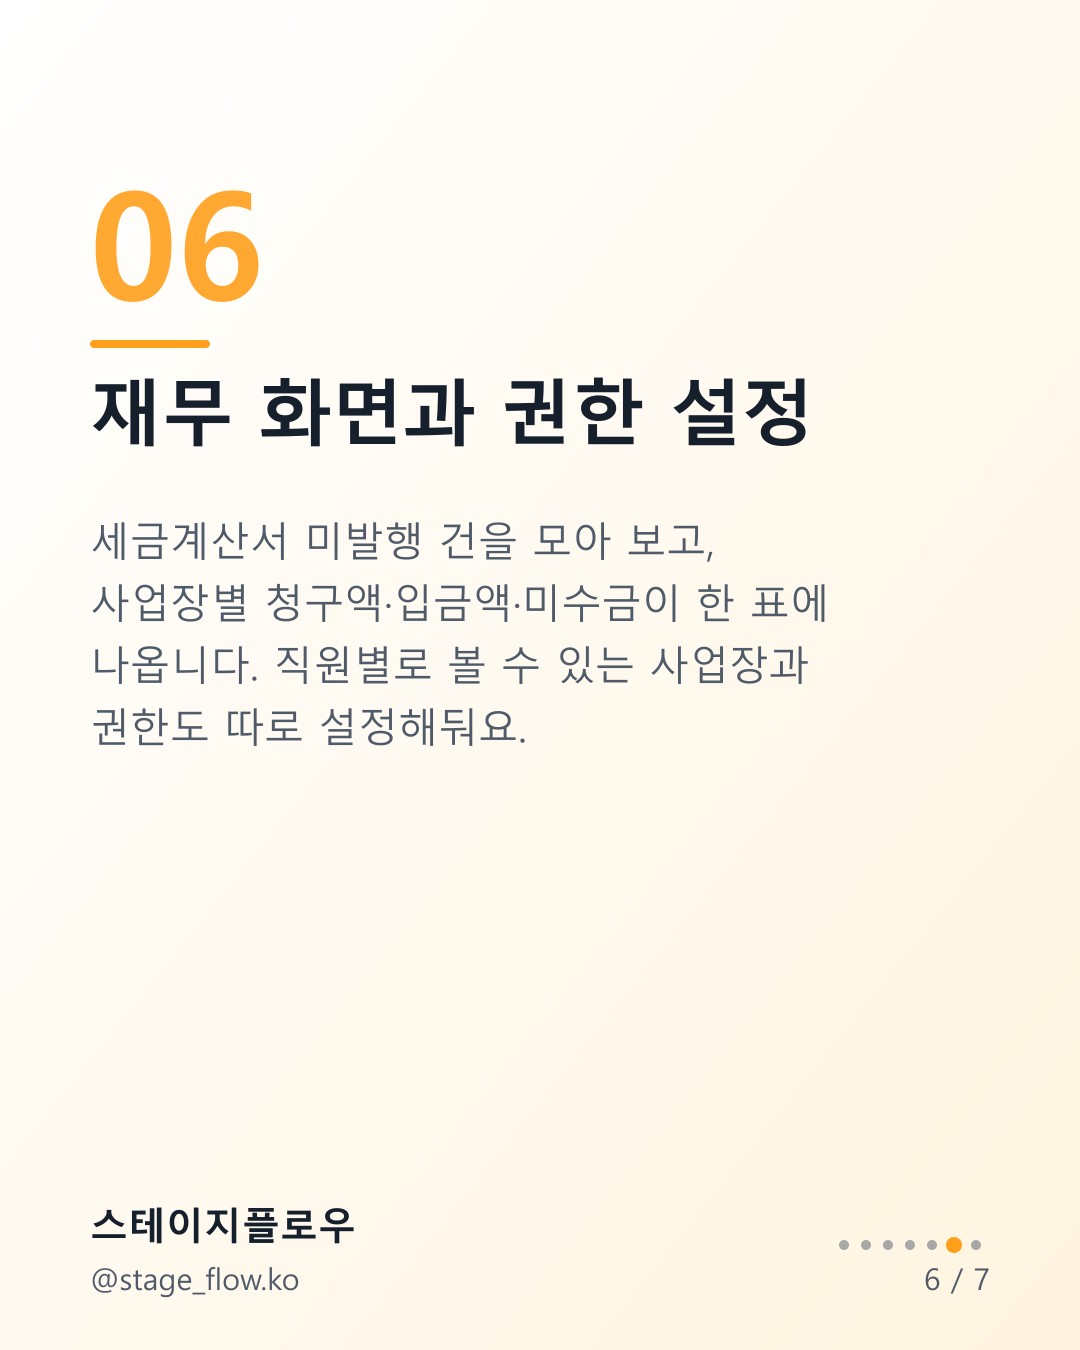 06
재무 화면과 권한 설정
세금계산서 미발행 건을 모아 보고,
사업장별 청구액·입금액·미수금이 한 표에
나옵니다. 직원별로 볼 수 있는 사업장과
권한도 따로 설정해둬요.
스테이지플로우
@stage_flow.ko
6 / 7